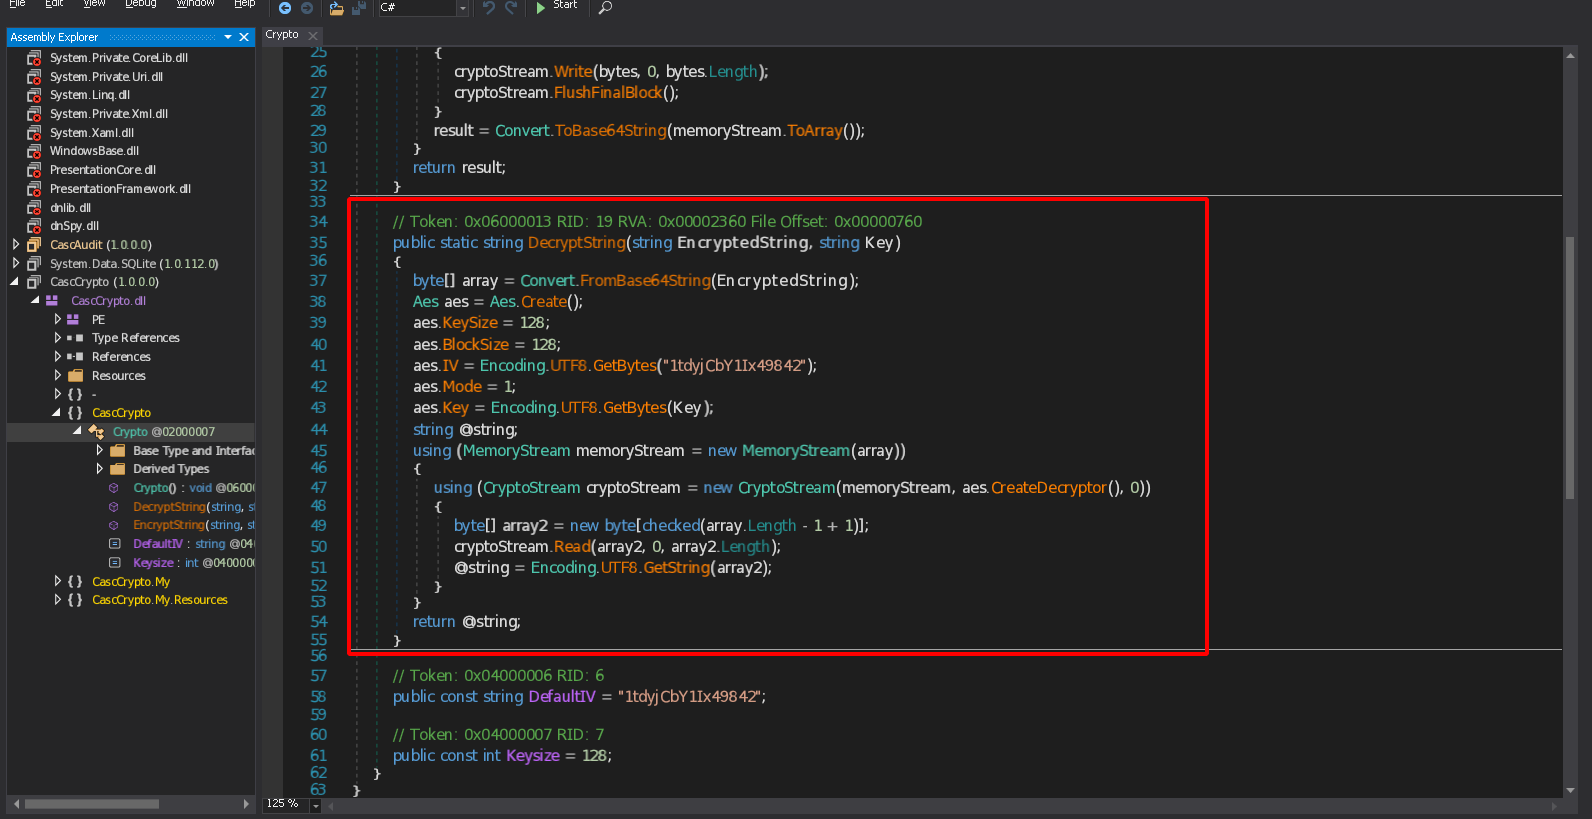 File Edit View Debug Window Help C# Start
Assembly Explorer
System.Private.CoreLib.dll
System.Private.Uri.dll
System.Linq.dll
System.Private.Xml.dll
System.Xaml.dll
WindowsBase.dll
PresentationCore.dll
PresentationFramework.dll
dnlib.dll
dnSpy.dll
CascAudit (1.0.0.0)
System.Data.SQLite (1.0.112.0)
CascCrypto (1.0.0.0)
CascCrypto.dll
PE
Type References
References
Resources
{ } -
{ } CascCrypto
Crypto @02000007
Base Type and Interfac
Derived Types
Crypto() : void @0600
DecryptString(string, st
EncryptString(string, st
DefaultIV : string @04
Keysize : int @040000
{ } CascCrypto.My
{ } CascCrypto.My.Resources
Crypto
25 {
26 cryptoStream.Write(bytes, 0, bytes.Length);
27 cryptoStream.FlushFinalBlock();
28 }
29 result = Convert.ToBase64String(memoryStream.ToArray());
30 }
31 return result;
32 }
33
34 // Token: 0x06000013 RID: 19 RVA: 0x00002360 File Offset: 0x00000760
35 public static string DecryptString(string EncryptedString, string Key)
36 {
37 byte[] array = Convert.FromBase64String(EncryptedString);
38 Aes aes = Aes.Create();
39 aes.KeySize = 128;
40 aes.BlockSize = 128;
41 aes.IV = Encoding.UTF8.GetBytes("1tdyjCbY1Ix49842");
42 aes.Mode = 1;
43 aes.Key = Encoding.UTF8.GetBytes(Key);
44 string @string;
45 using (MemoryStream memoryStream = new MemoryStream(array))
46 {
47 using (CryptoStream cryptoStream = new CryptoStream(memoryStream, aes.CreateDecryptor(), 0))
48 {
49 byte[] array2 = new byte[checked(array.Length - 1 + 1)];
50 cryptoStream.Read(array2, 0, array2.Length);
51 @string = Encoding.UTF8.GetString(array2);
52 }
53 }
54 return @string;
55 }
56
57 // Token: 0x04000006 RID: 6
58 public const string DefaultIV = "1tdyjCbY1Ix49842";
59
60 // Token: 0x04000007 RID: 7
61 public const int Keysize = 128;
62 }
63 }
125 %